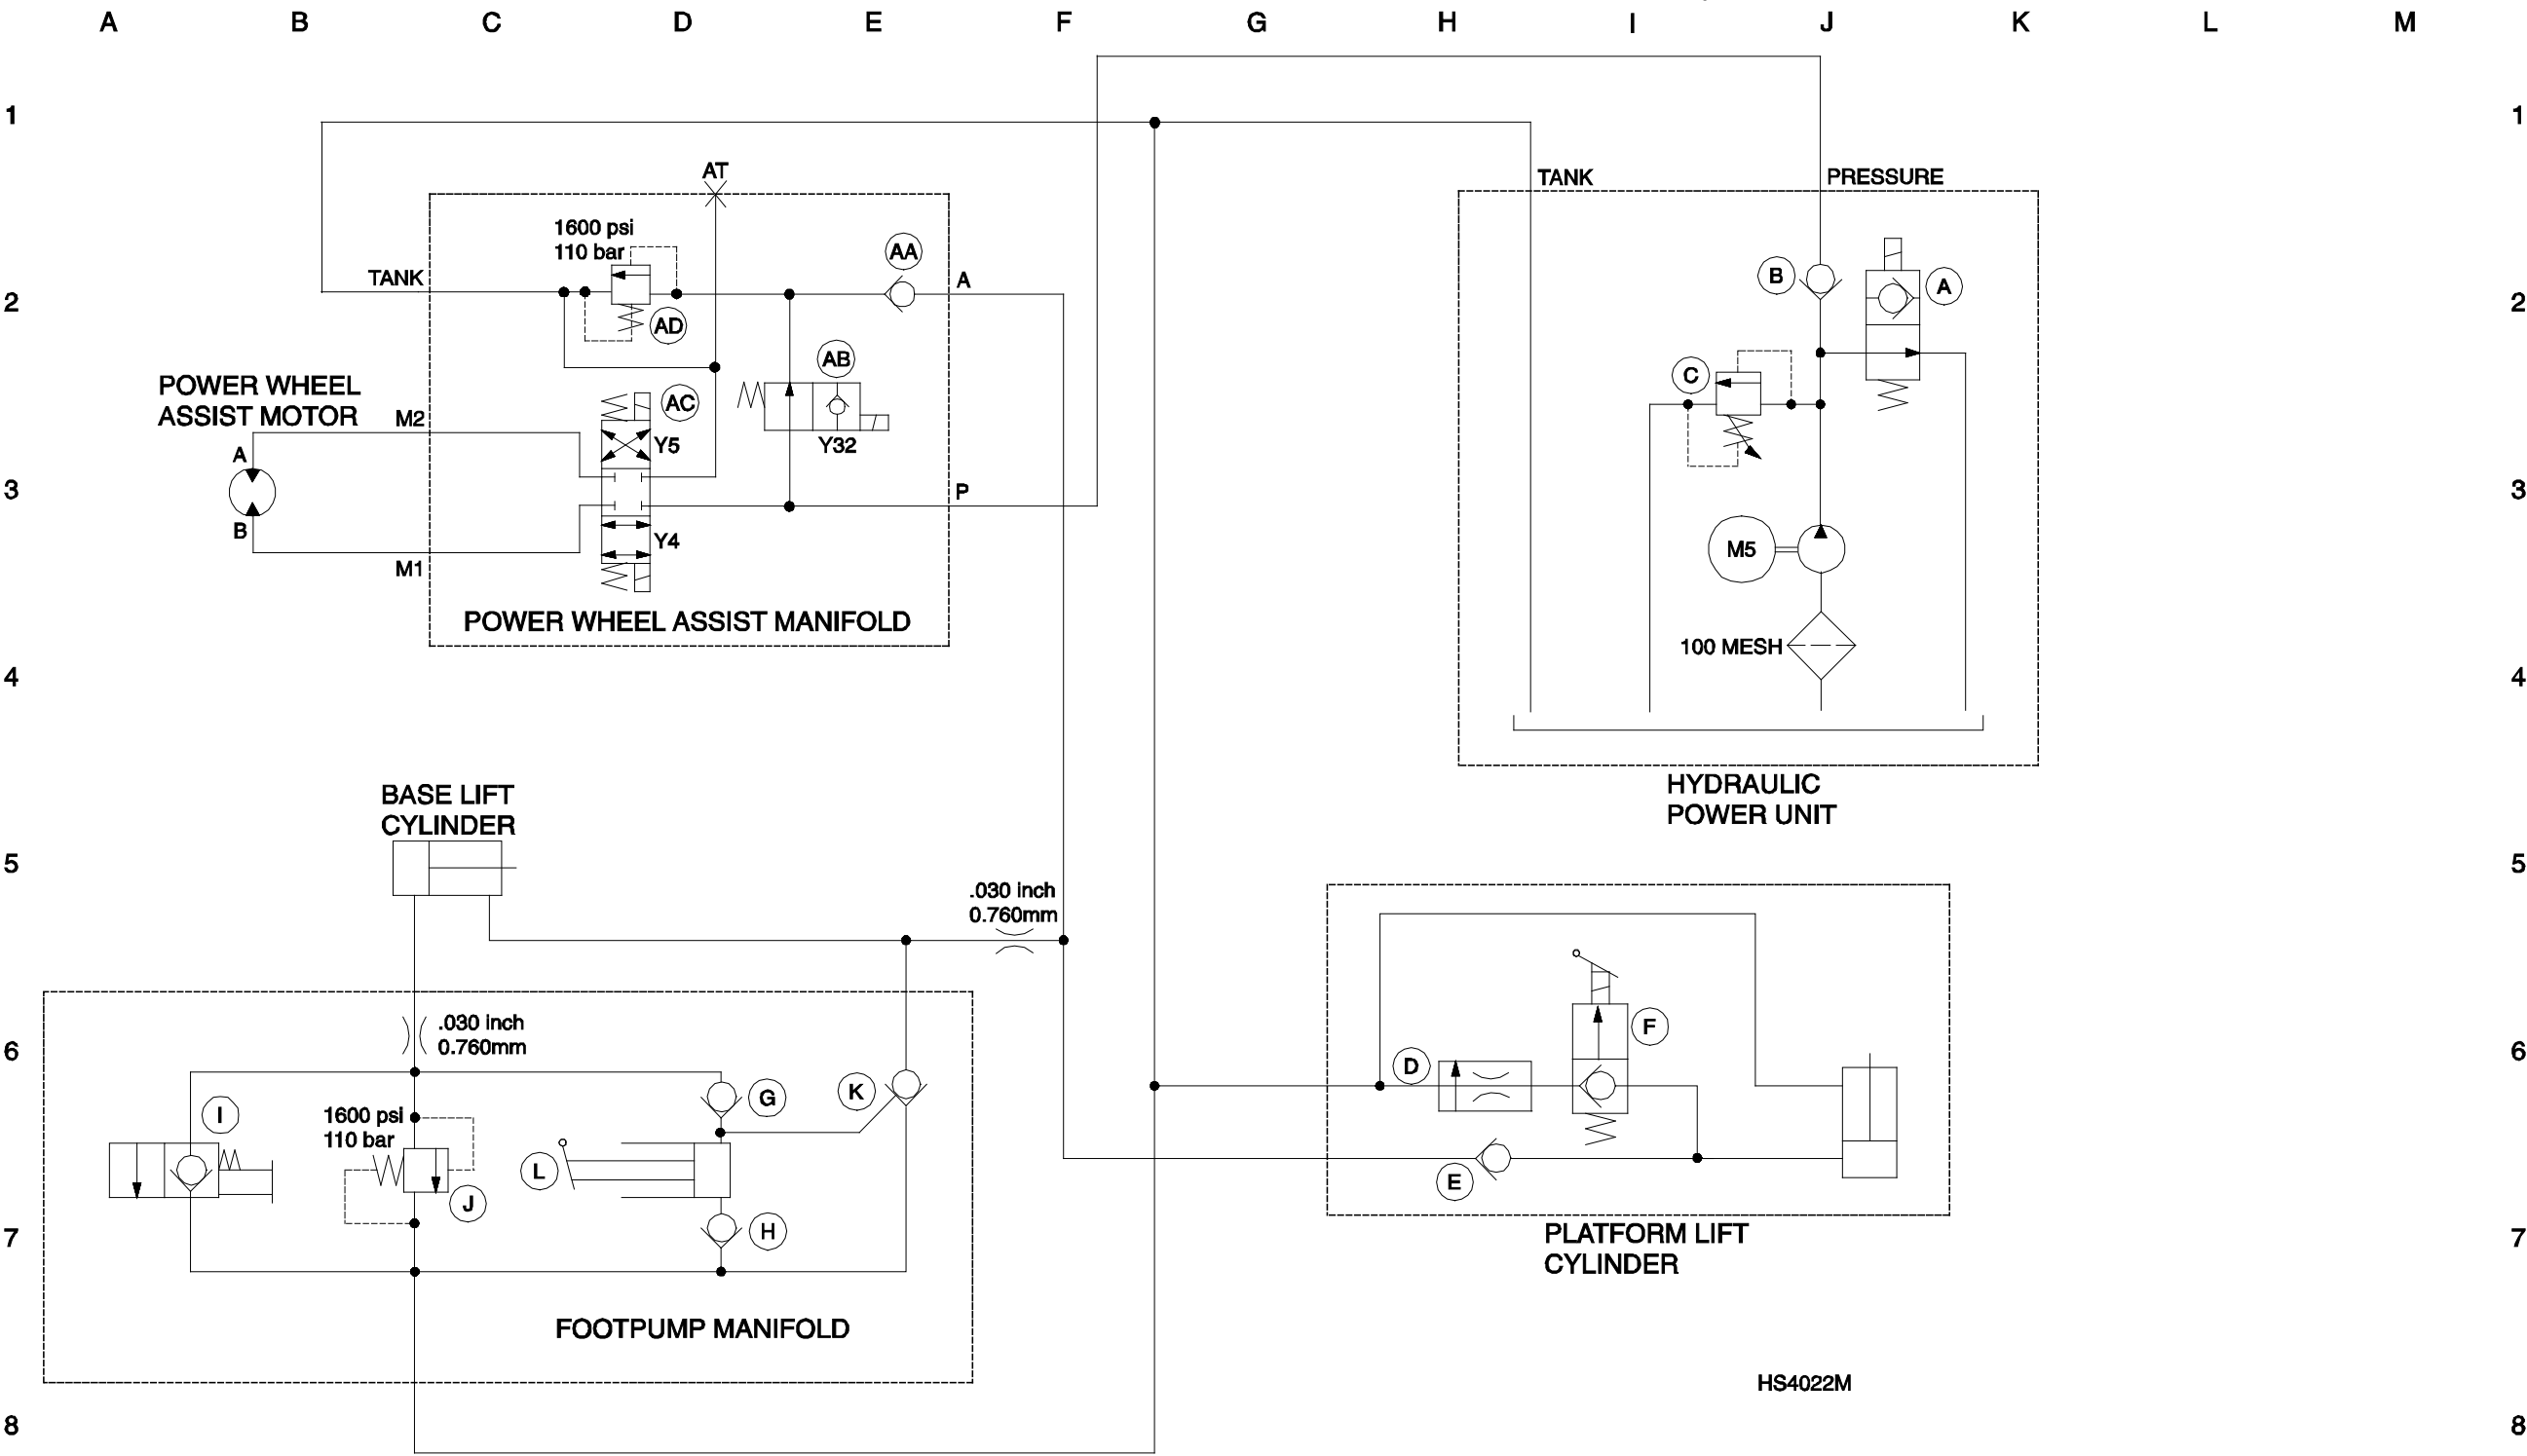 A B C D E F G H I J K L M
1 1
AT
TANK PRESSURE
1600 psi
110 bar
AA
TANK A
B A
2 2
AD
AB
C
POWER WHEEL
ASSIST MOTOR
AC
M2
Y5 Y32
A
3 P 3
B
Y4
M5
M1
POWER WHEEL ASSIST MANIFOLD
100 MESH
4 4
HYDRAULIC
POWER UNIT
BASE LIFT
CYLINDER
5 5
.030 inch
0.760mm
.030 inch
0.760mm
F
6 6
D
K
G
I
1600 psi
110 bar
L
E
J
H
7 7
PLATFORM LIFT
CYLINDER
FOOTPUMP MANIFOLD
HS4022M
8 8